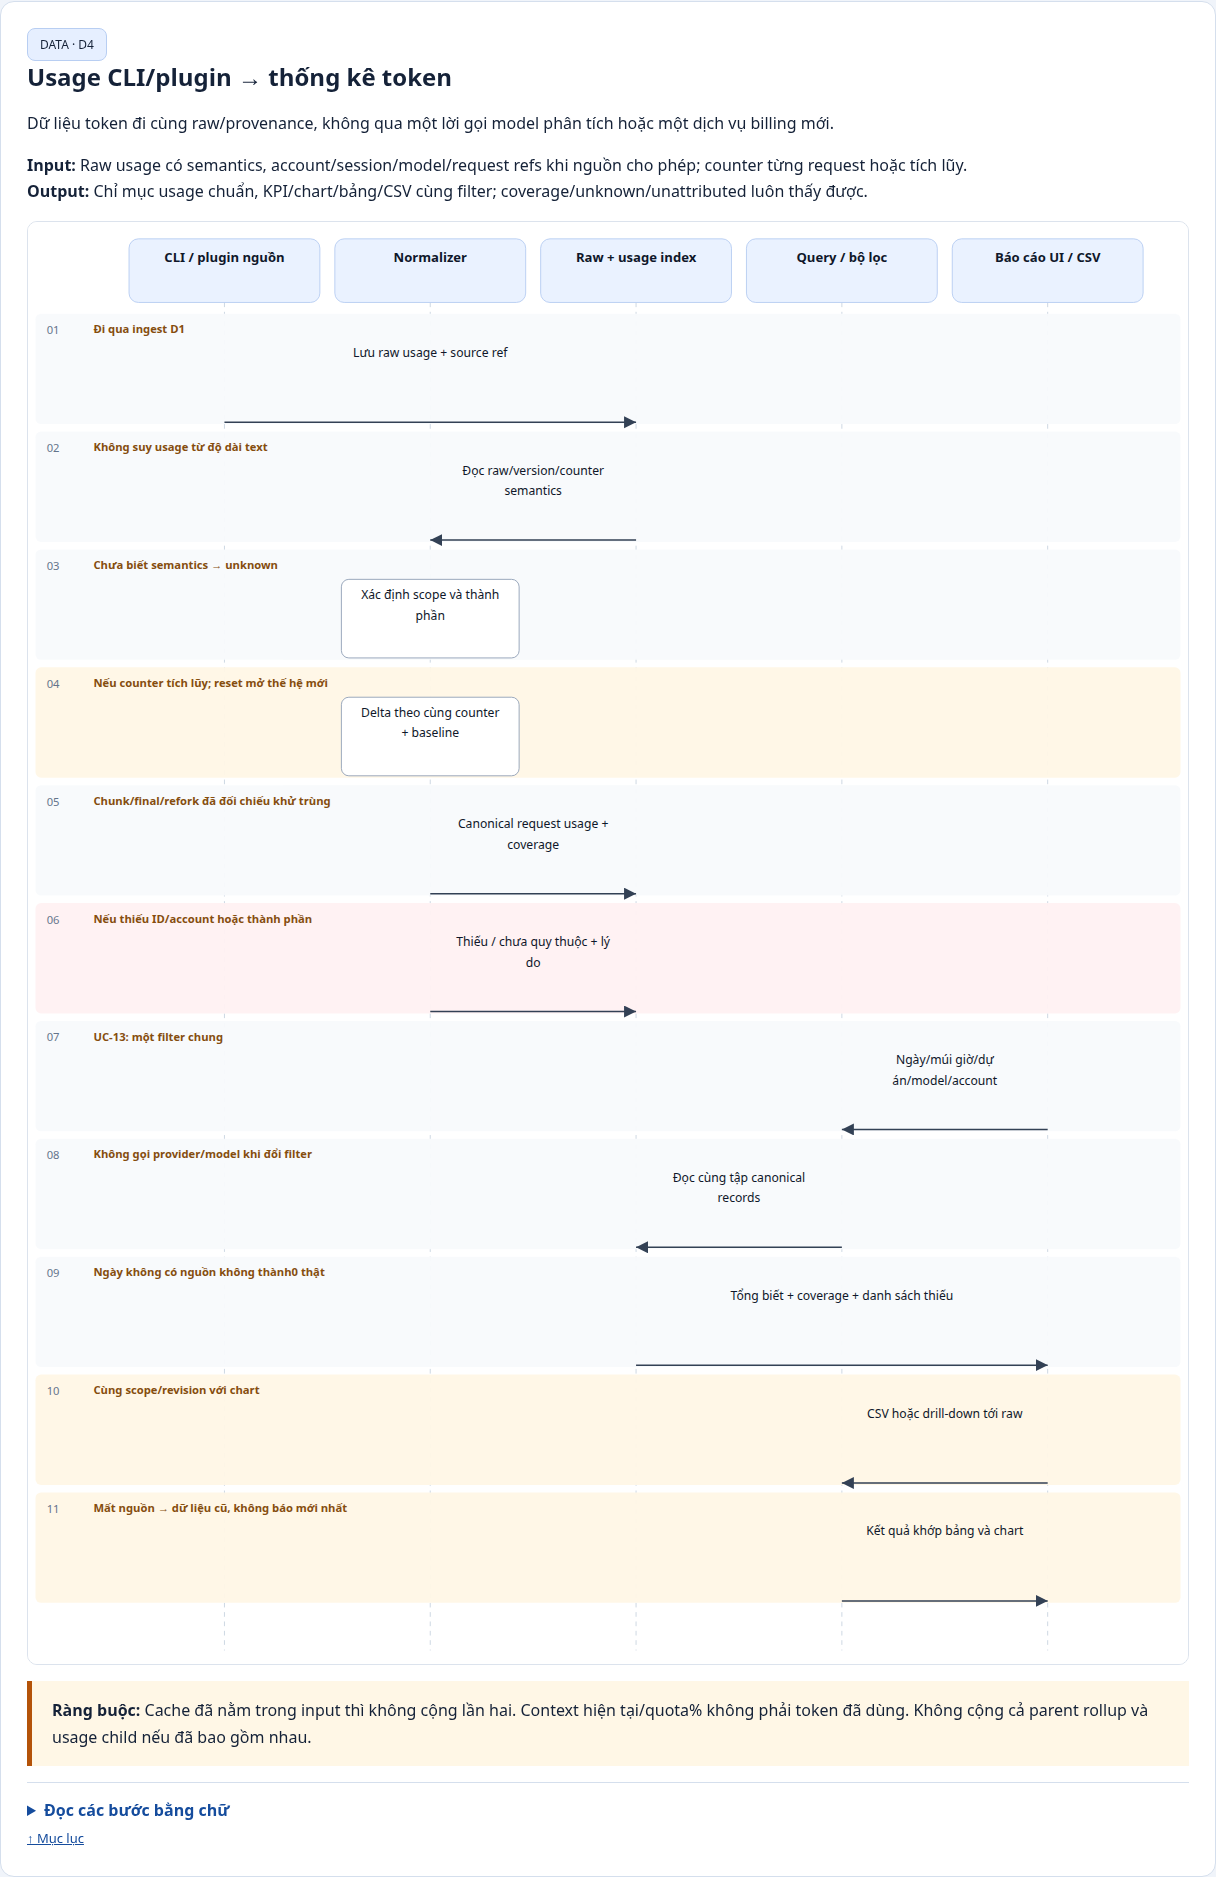 DATA · D4
Usage CLI/plugin → thống kê token
Dữ liệu token đi cùng raw/provenance, không qua một lời gọi model phân tích hoặc một dịch vụ billing mới.
Input: Raw usage có semantics, account/session/model/request refs khi nguồn cho phép; counter từng request hoặc tích lũy.
Output: Chỉ mục usage chuẩn, KPI/chart/bảng/CSV cùng filter; coverage/unknown/unattributed luôn thấy được.
CLI / plugin nguồn
Normalizer
Raw + usage index
Query / bộ lọc
Báo cáo UI / CSV
01
Đi qua ingest D1
Lưu raw usage + source ref
02
Không suy usage từ độ dài text
Đọc raw/version/counter
semantics
03
Chưa biết semantics → unknown
Xác định scope và thành
phần
04
Nếu counter tích lũy; reset mở thế hệ mới
Delta theo cùng counter
+ baseline
05
Chunk/final/refork đã đối chiếu khử trùng
Canonical request usage +
coverage
06
Nếu thiếu ID/account hoặc thành phần
Thiếu / chưa quy thuộc + lý
do
07
UC-13: một filter chung
Ngày/múi giờ/dự
án/model/account
08
Không gọi provider/model khi đổi filter
Đọc cùng tập canonical
records
09
Ngày không có nguồn không thành0 thật
Tổng biết + coverage + danh sách thiếu
10
Cùng scope/revision với chart
CSV hoặc drill-down tới raw
11
Mất nguồn → dữ liệu cũ, không báo mới nhất
Kết quả khớp bảng và chart
Ràng buộc: Cache đã nằm trong input thì không cộng lần hai. Context hiện tại/quota% không phải token đã dùng. Không cộng cả parent rollup và
usage child nếu đã bao gồm nhau.
▶ Đọc các bước bằng chữ
↑ Mục lục